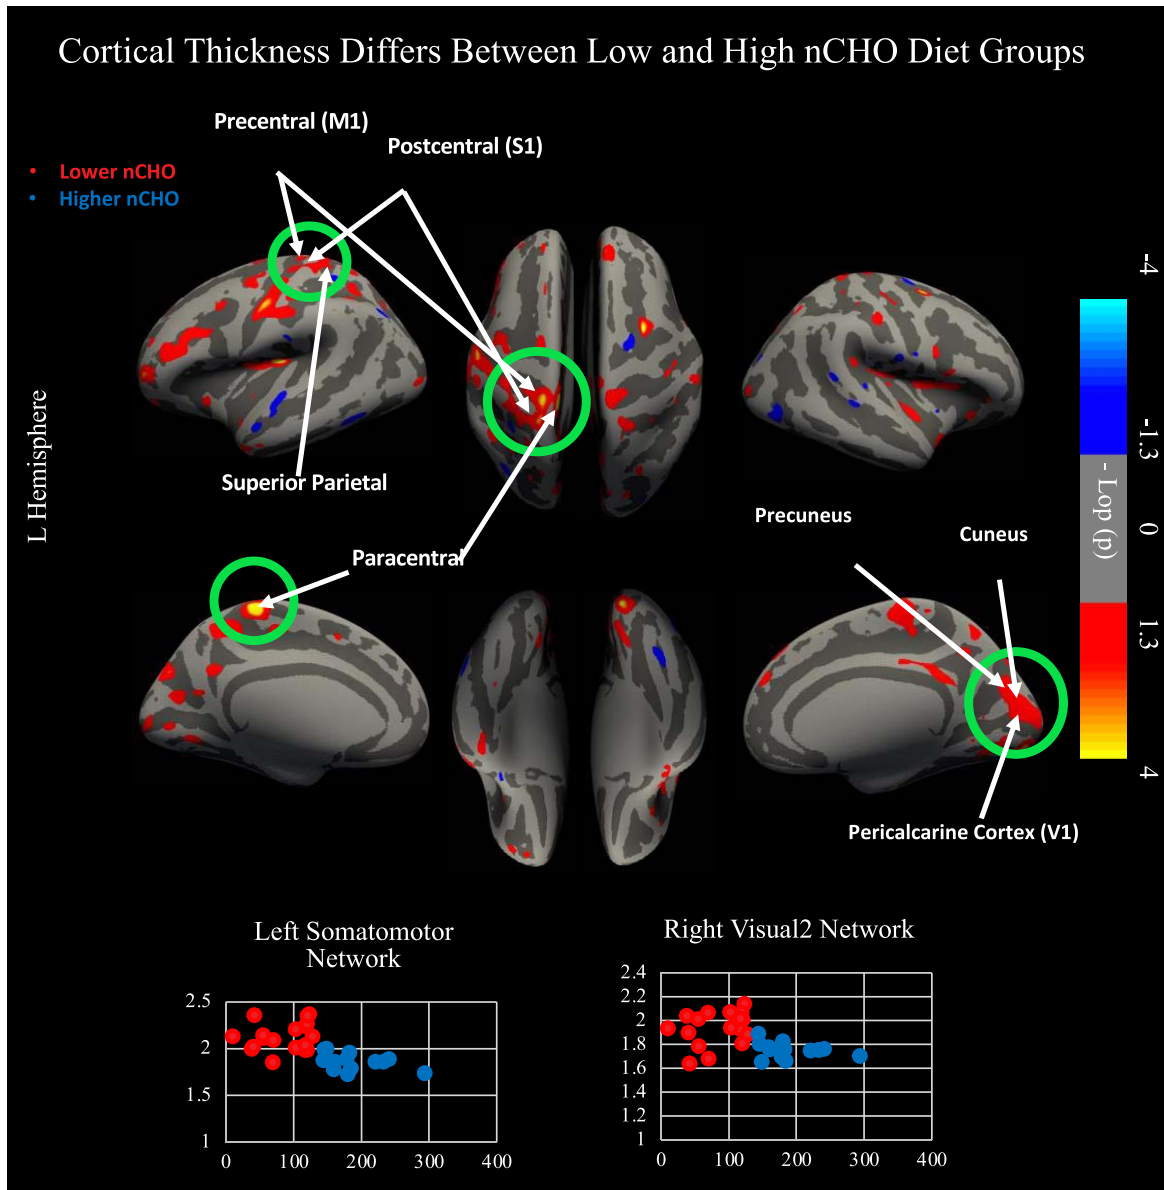 Cortical Thickness Differs Between Low and High nCHO Diet Groups
Precentral (M1)
Postcentral (S1)
• Lower nCHO
• Higher nCHO
L Hemisphere
Superior Parietal
Paracentral
Precuneus
Cuneus
Pericalcarine Cortex (V1)
-4
-1.3
0
1.3
4
- Lop (p)
Left Somatomotor
Network
2.5
2
1.5
1
0 100 200 300 400
Right Visual2 Network
2.4
2.2
2
1.8
1.6
1.4
1.2
1
0 100 200 300 400